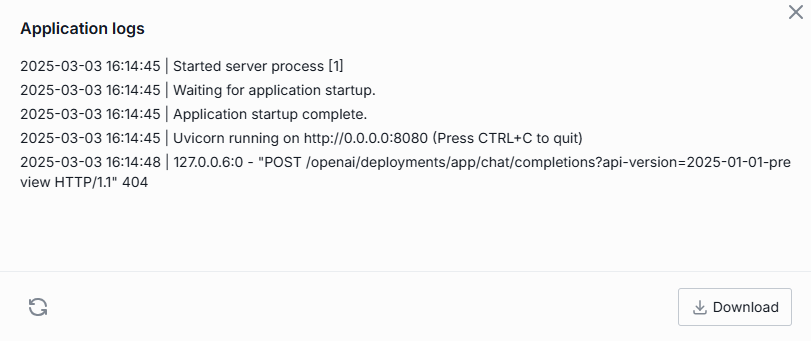 Application logs
2025-03-03 16:14:45 | Started server process [1]
2025-03-03 16:14:45 | Waiting for application startup.
2025-03-03 16:14:45 | Application startup complete.
2025-03-03 16:14:45 | Uvicorn running on http://0.0.0.0:8080 (Press CTRL+C to quit)
2025-03-03 16:14:48 | 127.0.0.6:0 - "POST /openai/deployments/app/chat/completions?api-version=2025-01-01-pre
view HTTP/1.1" 404
Download